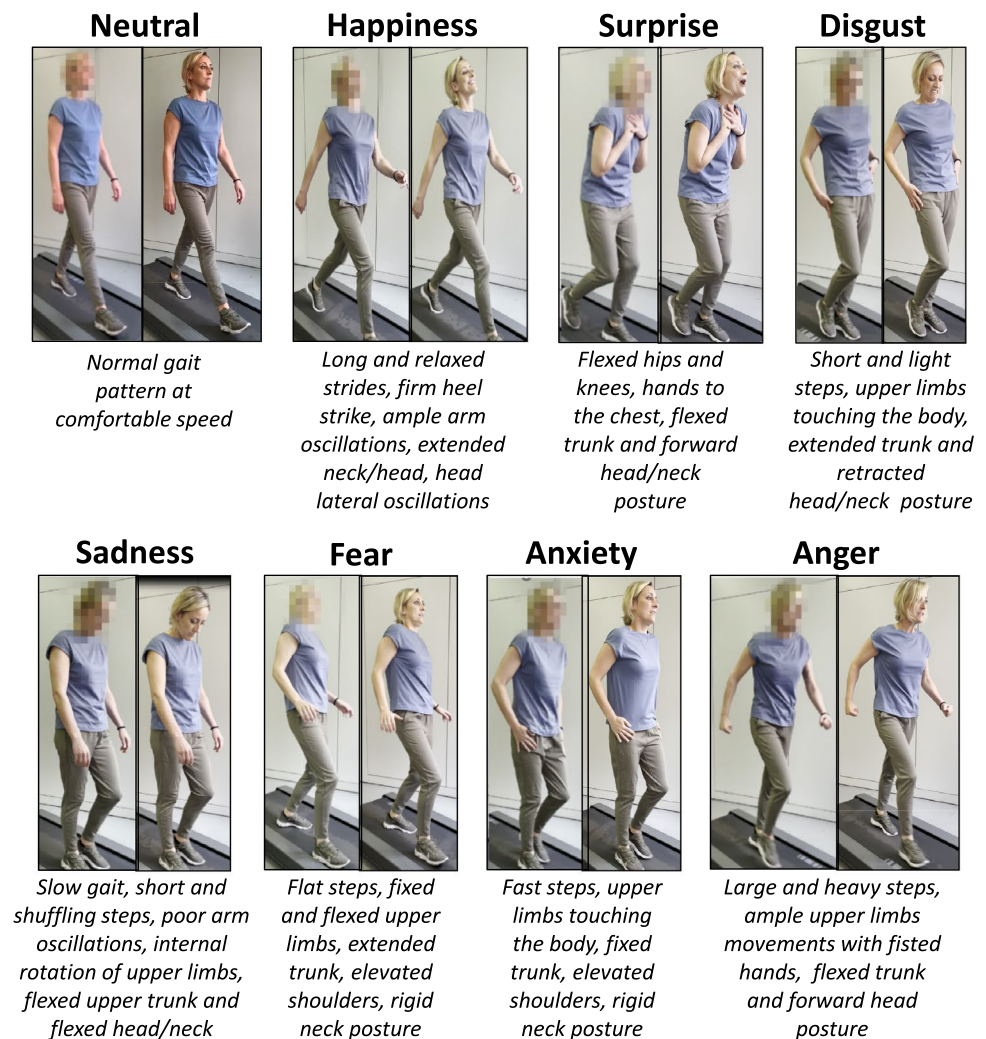 Neutral
Happiness
Surprise
Disgust
Normal gait
pattern at
comfortable speed
Long and relaxed
strides, firm heel
strike, ample arm
oscillations, extended
neck/head, head
lateral oscillations
Flexed hips and
knees, hands to
the chest, flexed
trunk and forward
head/neck
posture
Short and light
steps, upper limbs
touching the body,
extended trunk and
retracted
head/neck posture
Sadness
Fear
Anxiety
Anger
Slow gait, short and
shuffling steps, poor arm
oscillations, internal
rotation of upper limbs,
flexed upper trunk and
flexed head/neck
Flat steps, fixed
and flexed upper
limbs, extended
trunk, elevated
shoulders, rigid
neck posture
Fast steps, upper
limbs touching
the body, fixed
trunk, elevated
shoulders, rigid
neck posture
Large and heavy steps,
ample upper limbs
movements with fisted
hands, flexed trunk
and forward head
posture